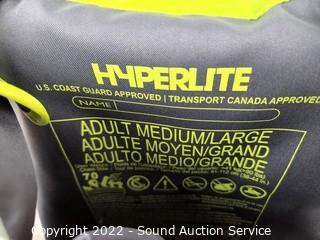 HYPERLITE
U.S. COAST GUARD APPROVED | TRANSPORT CANADA APPROVED
NAME
ADULT MEDIUM/LARGE
ADULTE MOYEN/GRAND
ADULTO MEDIO/GRANDE
70
Copyright 2022 - Sound Auction Service